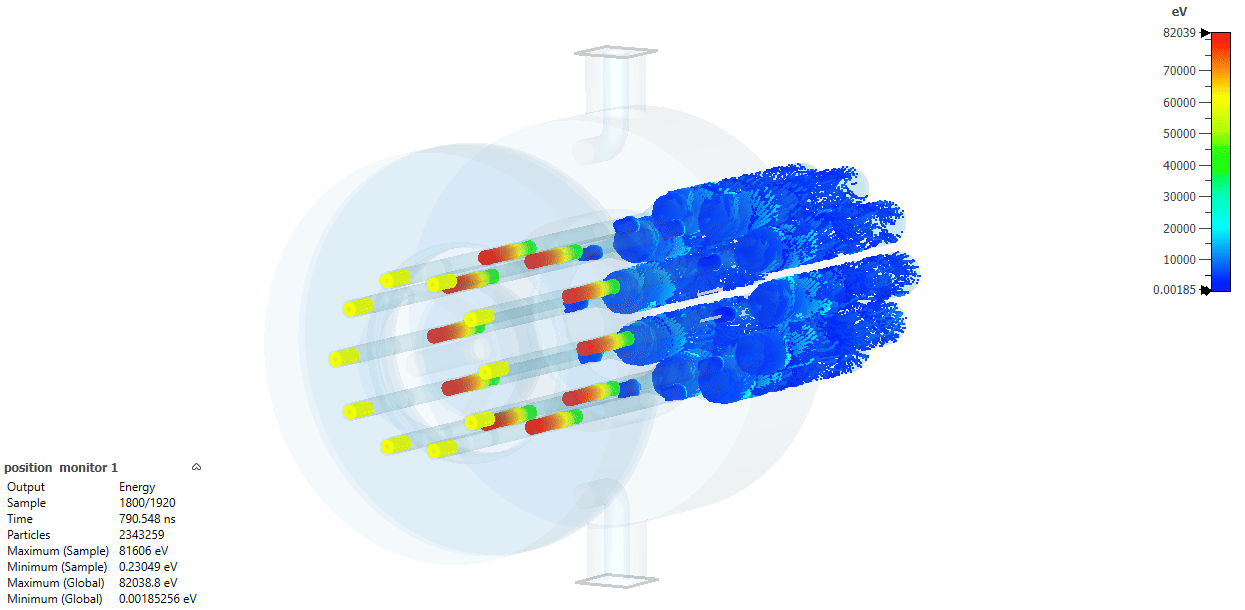 eV
82039
70000
60000
50000
40000
30000
20000
10000
0.00185
position monitor 1
Output Energy
Sample 1800/1920
Time 790.548 ns
Particles 2343259
Maximum (Sample) 81606 eV
Minimum (Sample) 0.23049 eV
Maximum (Global) 82038.8 eV
Minimum (Global) 0.00185256 eV